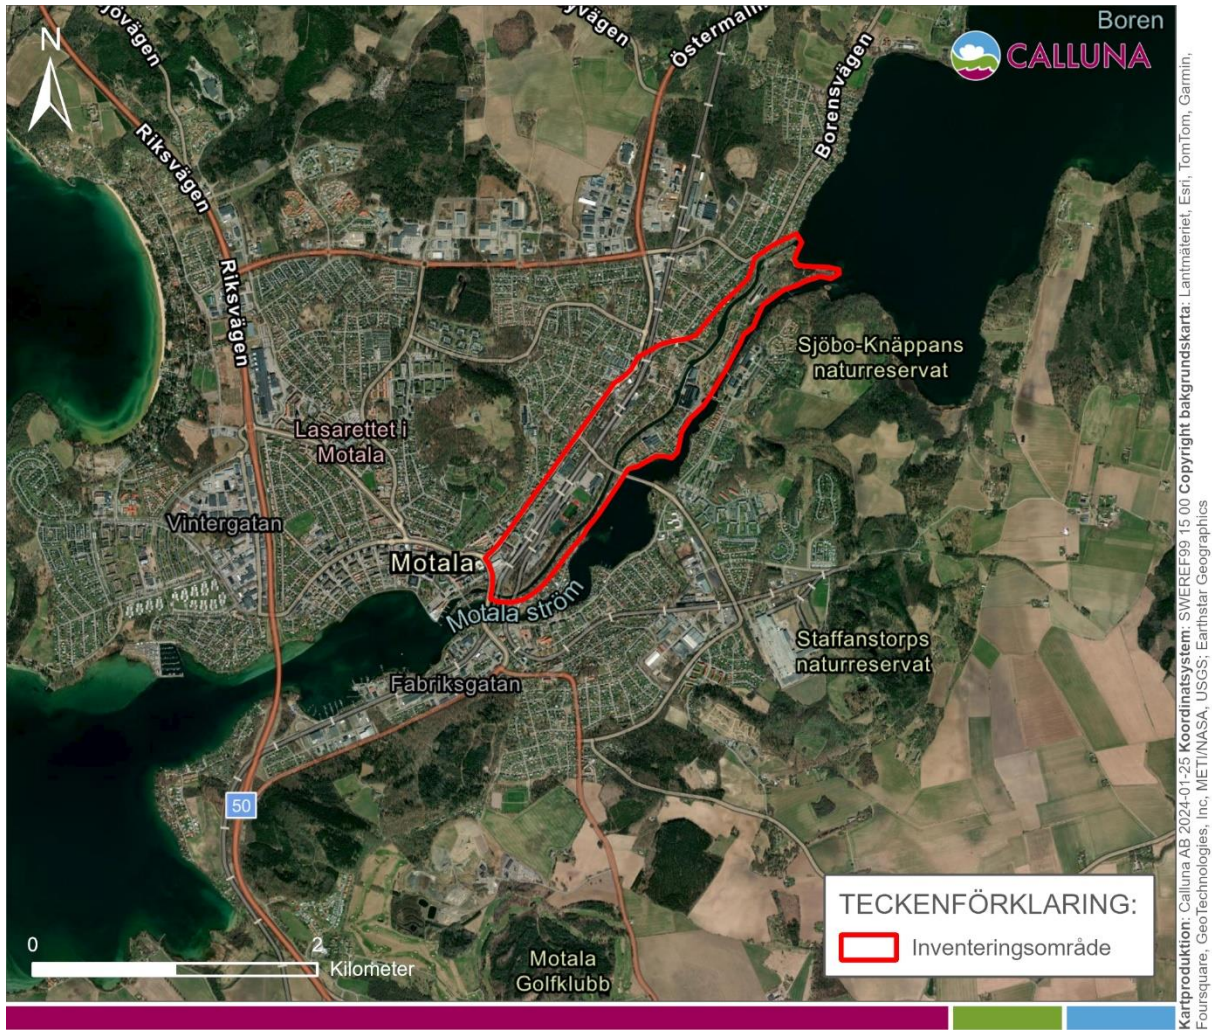 Boren
N
CALLUNA
Östermalm
Borensvägen
Riksvägen
Riksvägen
Sjöbo-Knäppans
naturreservat
Lasarettet i
Motala
Vintergatan
Motala
Motala ström
Staffanstorps
naturreservat
Fabriksgatan
50
TECKENFÖRKLARING:
Inventeringsområde
0 2
Kilometer
Motala
Golfklubb
Kartproduktion: Calluna AB 2024-01-25 Koordinatsystem: SWEREF99 15 00 Copyright bakgrundskarta: Lantmäteriet, Esri, TomTom, Garmin,
Foursquare, GeoTechnologies, Inc, METI/NASA, USGS; Earthstar Geographics